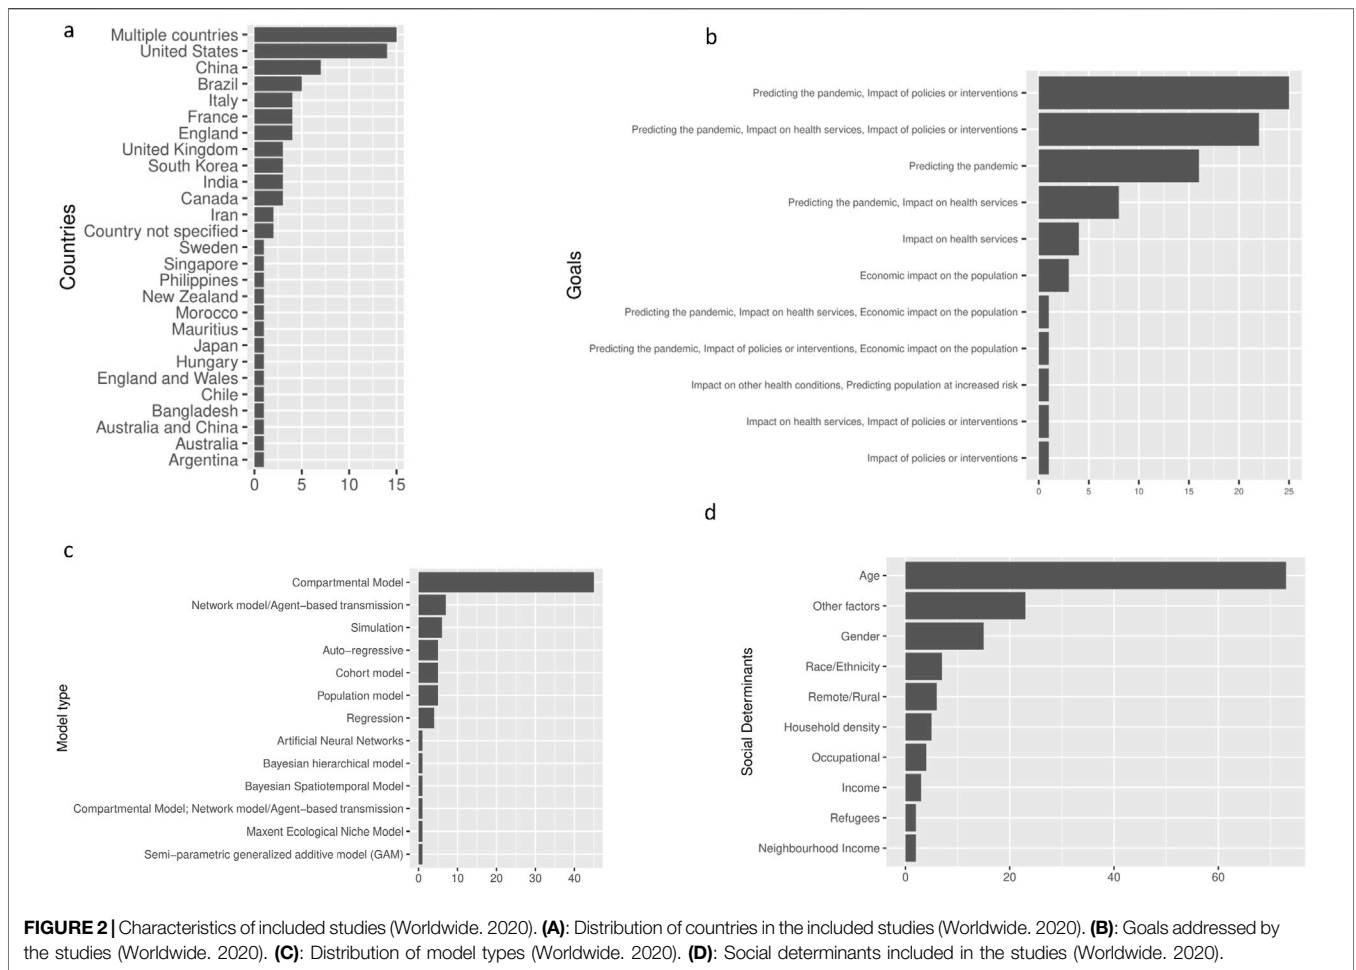 a
Multiple countries
United States
China
Brazil
Italy
France
England
United Kingdom
South Korea
India
Canada
Iran
Country not specified
Sweden
Singapore
Philippines
New Zealand
Morocco
Mauritius
Japan
Hungary
England and Wales
Chile
Bangladesh
Australia and China
Australia
Argentina
Countries
0 5 10 15
b
Predicting the pandemic, Impact of policies or interventions
Predicting the pandemic, Impact on health services, Impact of policies or interventions
Predicting the pandemic
Predicting the pandemic, Impact on health services
Impact on health services
Economic impact on the population
Predicting the pandemic, Impact on health services, Economic impact on the population
Predicting the pandemic, Impact of policies or interventions, Economic impact on the population
Impact on other health conditions, Predicting population at increased risk
Impact on health services, Impact of policies or interventions
Impact of policies or interventions
Goals
0 5 10 15 20 25
c
Compartmental Model
Network model/Agent−based transmission
Simulation
Auto−regressive
Cohort model
Population model
Regression
Artificial Neural Networks
Bayesian hierarchical model
Bayesian Spatiotemporal Model
Compartmental Model; Network model/Agent−based transmission
Maxent Ecological Niche Model
Semi−parametric generalized additive model (GAM)
Model type
0 10 20 30 40
d
Age
Other factors
Gender
Race/Ethnicity
Remote/Rural
Household density
Occupational
Income
Refugees
Neighbourhood Income
Social Determinants
0 20 40 60
FIGURE 2 | Characteristics of included studies (Worldwide. 2020). (A): Distribution of countries in the included studies (Worldwide. 2020). (B): Goals addressed by
the studies (Worldwide. 2020). (C): Distribution of model types (Worldwide. 2020). (D): Social determinants included in the studies (Worldwide. 2020).